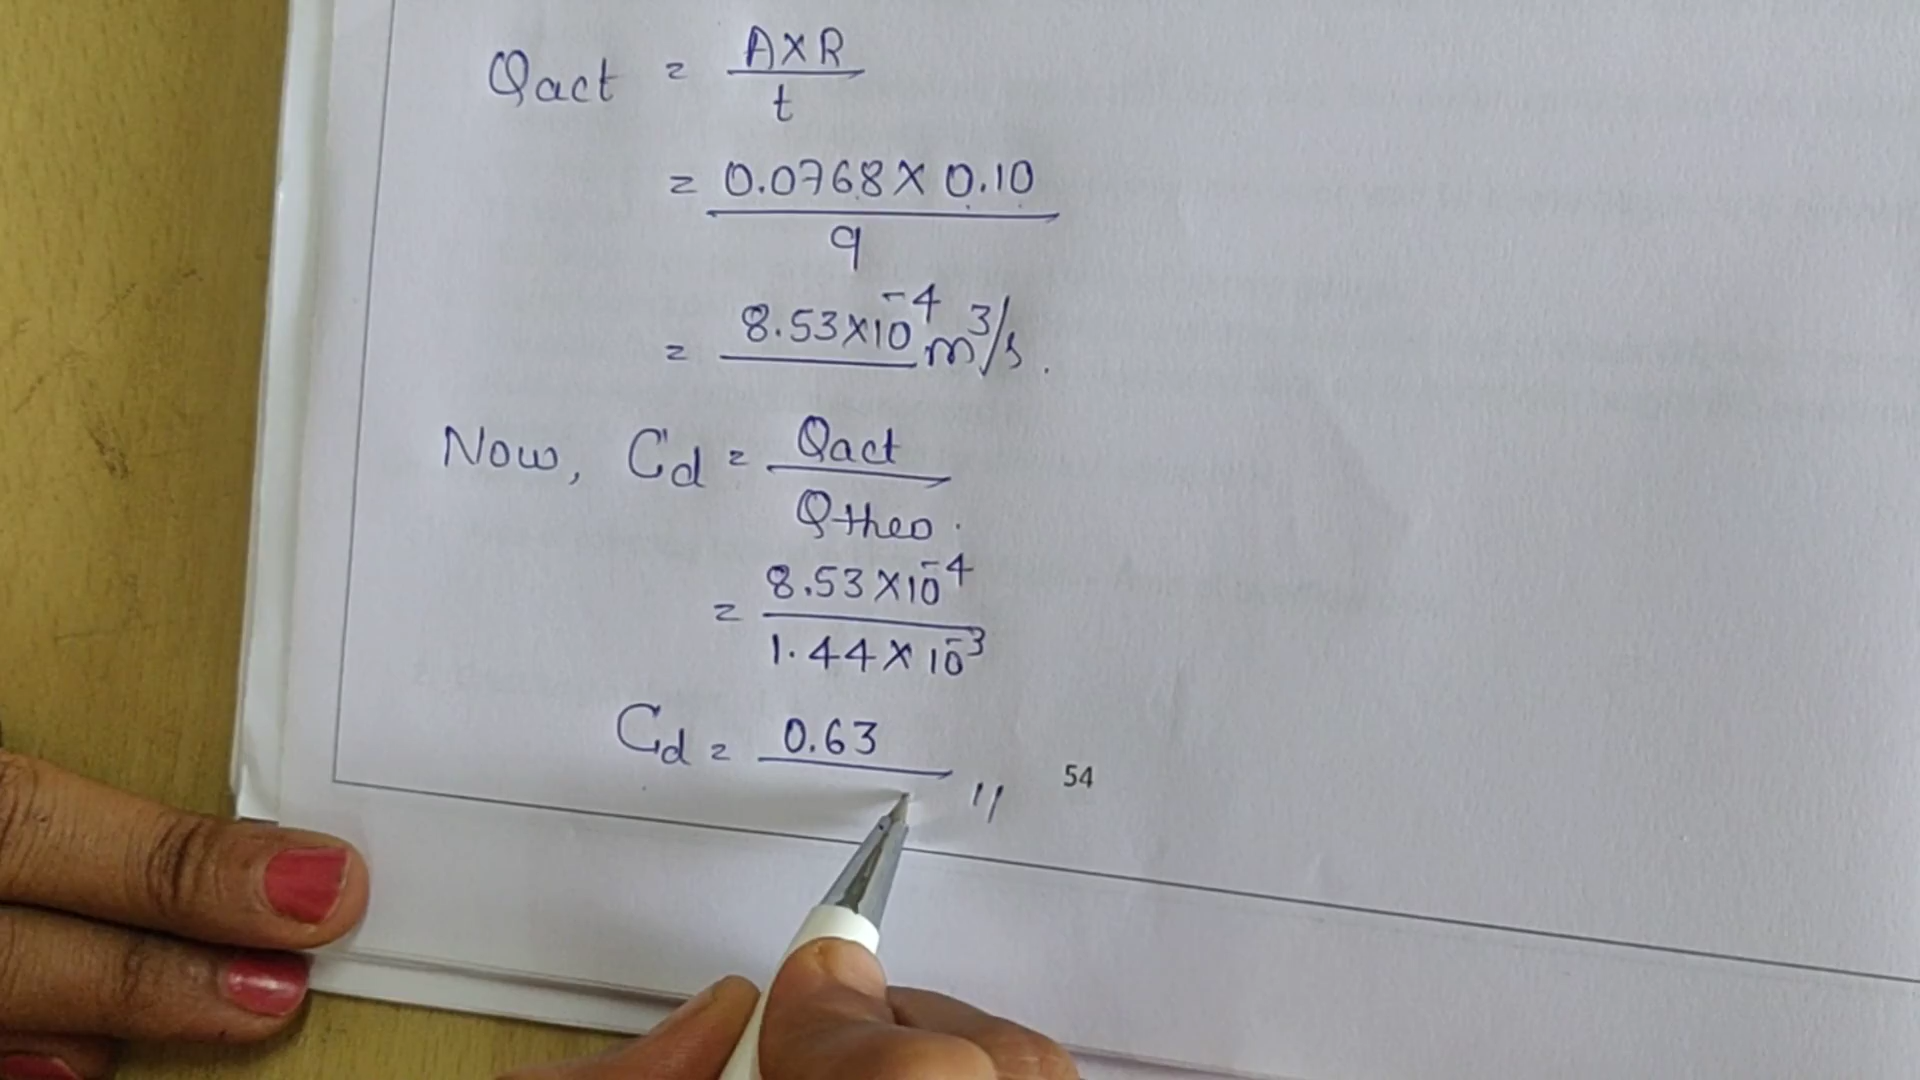 Qact = A×R / t
= 0.0768 × 0.10 / 9
= 8.53×10⁻⁴ m³/s.
Now, Cd = Qact / Qtheo.
= 8.53×10⁻⁴ / 1.44×10⁻³
Cd = 0.63 //
54